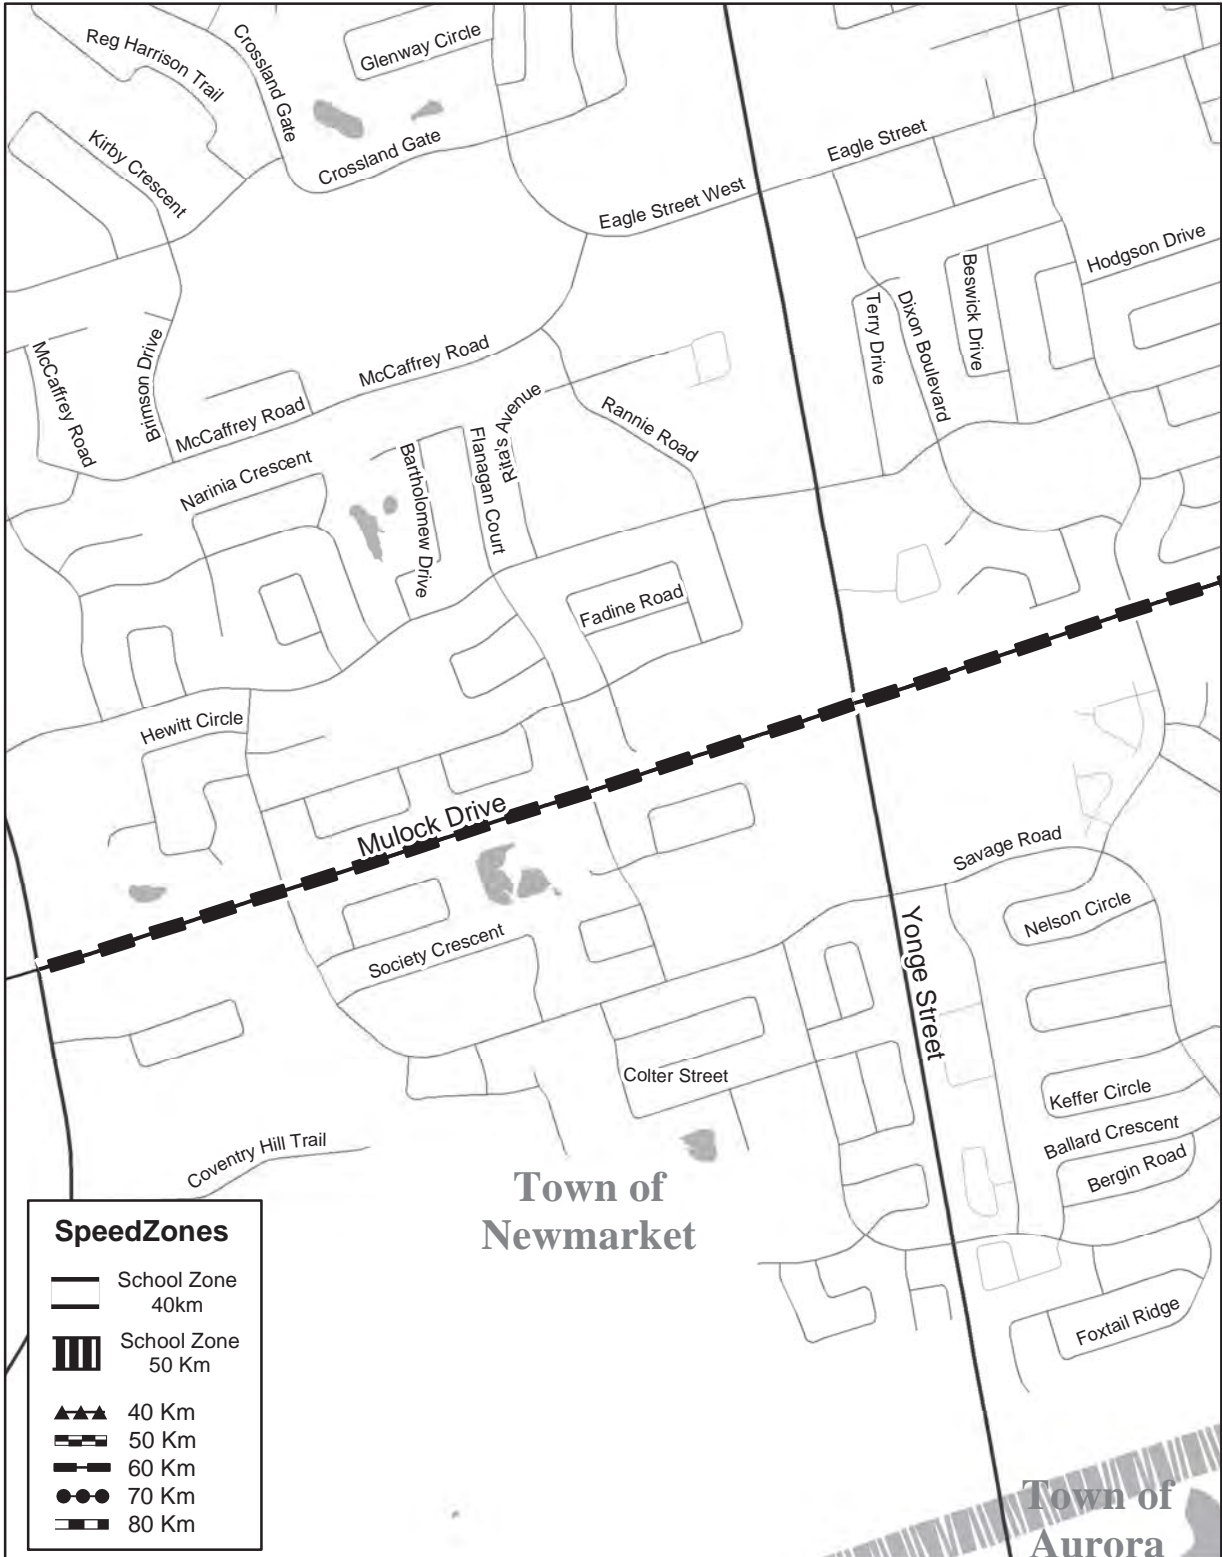 Reg Harrison Trail
Crossland Gate
Glenway Circle
Kirby Crescent
Crossland Gate
Eagle Street
Eagle Street West
Hodgson Drive
Beswick Drive
Dixon Boulevard
Terry Drive
McCaffrey Road
Brimson Drive
McCaffrey Road
McCaffrey Road
Rita's Avenue
Rannie Road
Narinia Crescent
Bartholomew Drive
Flanagan Court
Fadine Road
Hewitt Circle
Mulock Drive
Savage Road
Nelson Circle
Society Crescent
Yonge Street
Colter Street
Keffer Circle
Ballard Crescent
Bergin Road
Coventry Hill Trail
Town of
Newmarket
Foxtail Ridge
SpeedZones
School Zone
40km
School Zone
50 Km
40 Km
50 Km
60 Km
70 Km
80 Km
Town of
Aurora